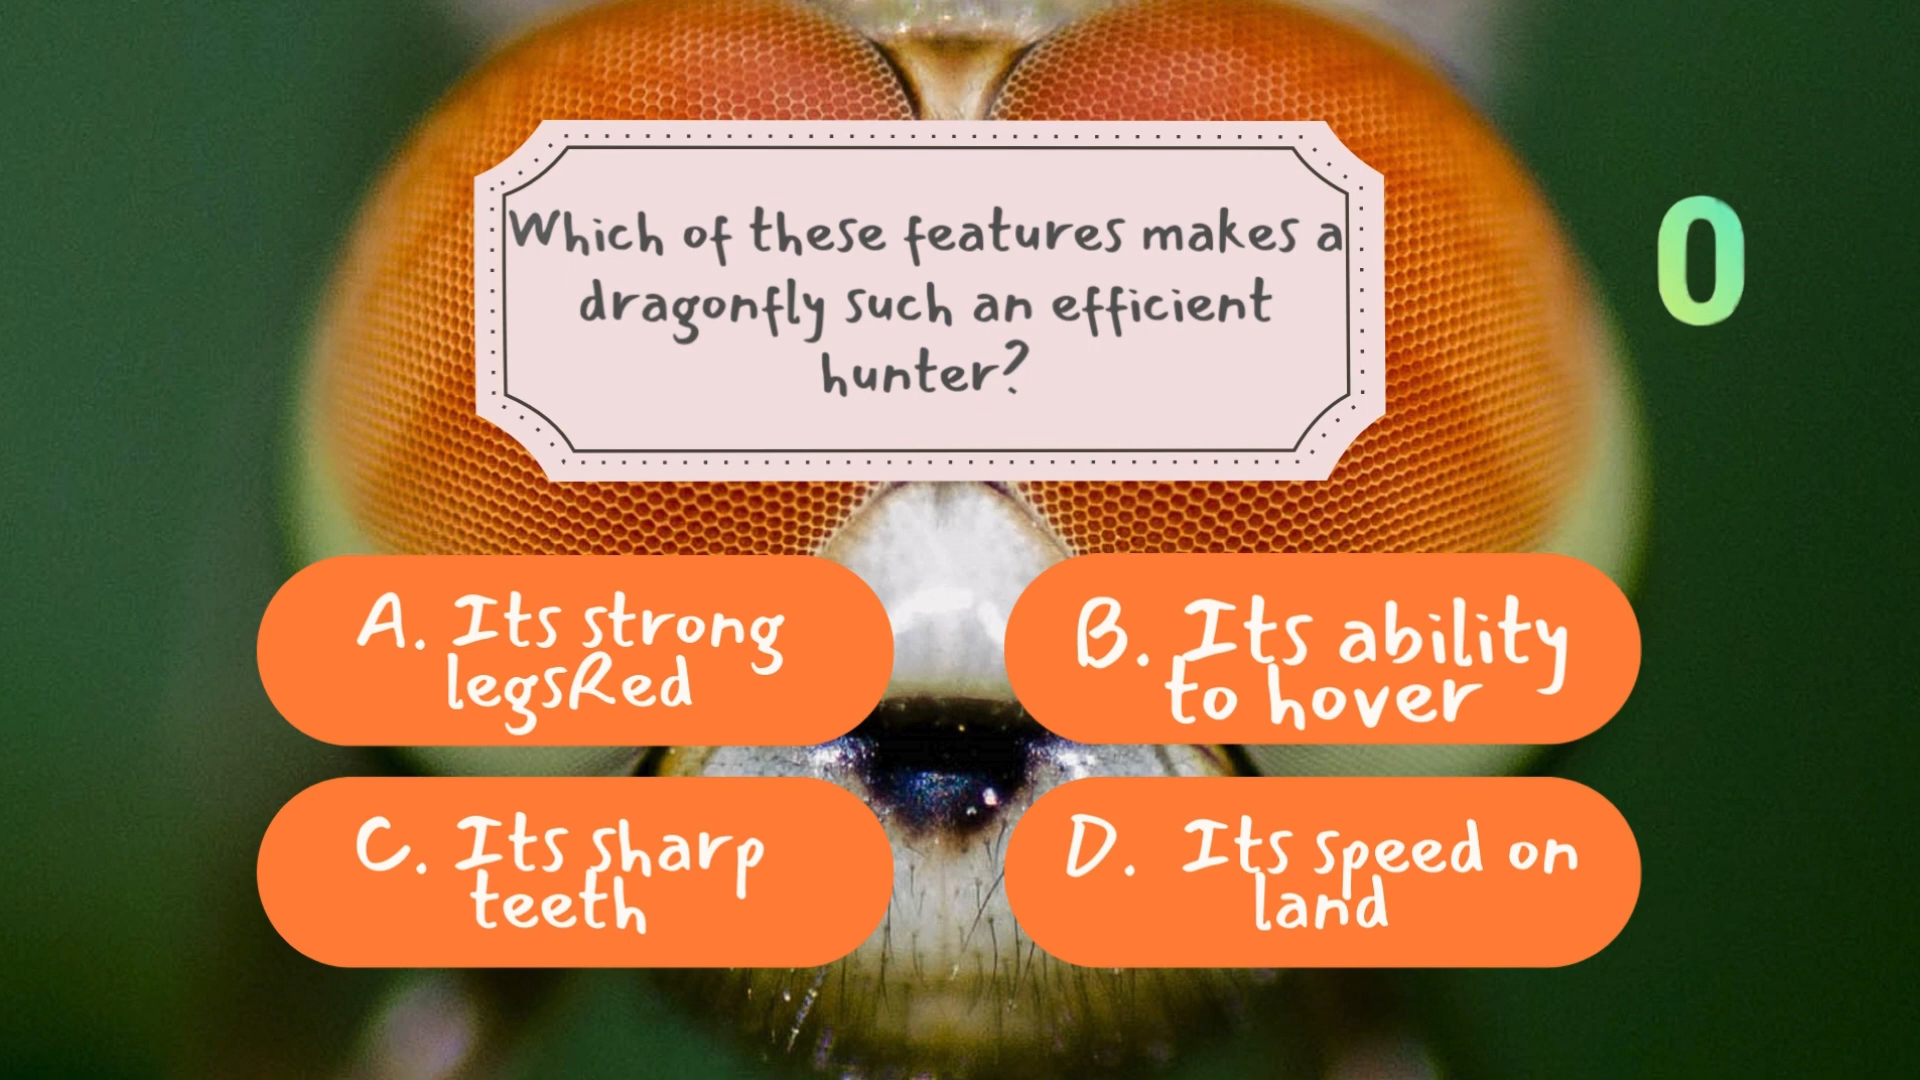 Which of these features makes a
dragonfly such an efficient
hunter?
0
A. Its strong
legsRed
B. Its ability
to hover
C. Its sharp
teeth
D. Its speed on
land